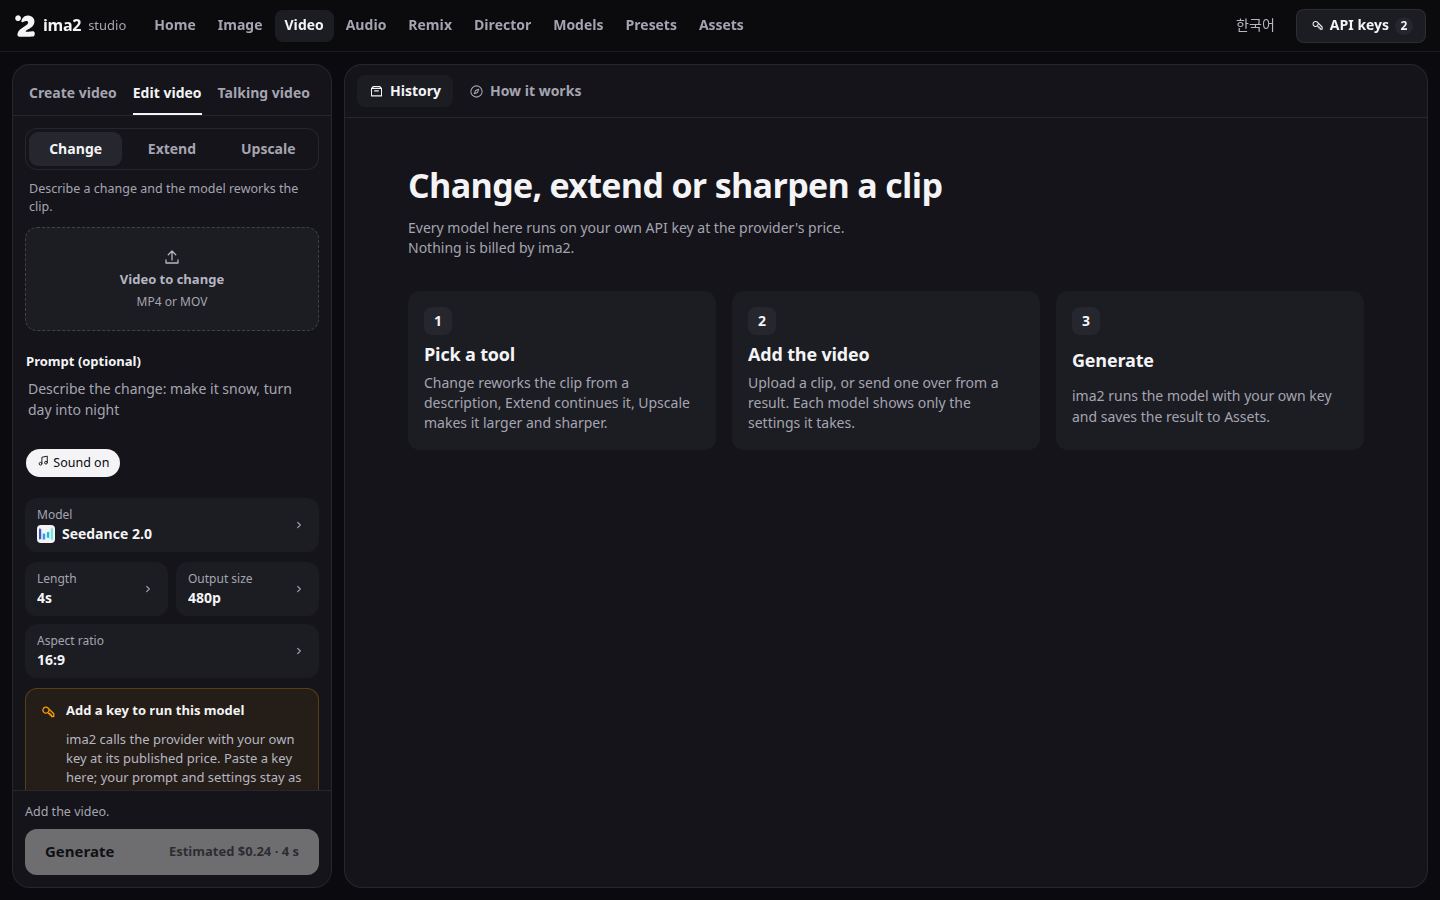 ima2 studio
Home
Image
Video
Audio
Remix
Director
Models
Presets
Assets
한국어
API keys 2
Create video
Edit video
Talking video
Change
Extend
Upscale
Describe a change and the model reworks the
clip.
Video to change
MP4 or MOV
Prompt (optional)
Describe the change: make it snow, turn
day into night
Sound on
Model
Seedance 2.0
Length
4s
Output size
480p
Aspect ratio
16:9
Add a key to run this model
ima2 calls the provider with your own
key at its published price. Paste a key
here; your prompt and settings stay as
Add the video.
Generate
Estimated $0.24 · 4 s
History
How it works
Change, extend or sharpen a clip
Every model here runs on your own API key at the provider's price.
Nothing is billed by ima2.
1
Pick a tool
Change reworks the clip from a
description, Extend continues it, Upscale
makes it larger and sharper.
2
Add the video
Upload a clip, or send one over from a
result. Each model shows only the
settings it takes.
3
Generate
ima2 runs the model with your own key
and saves the result to Assets.